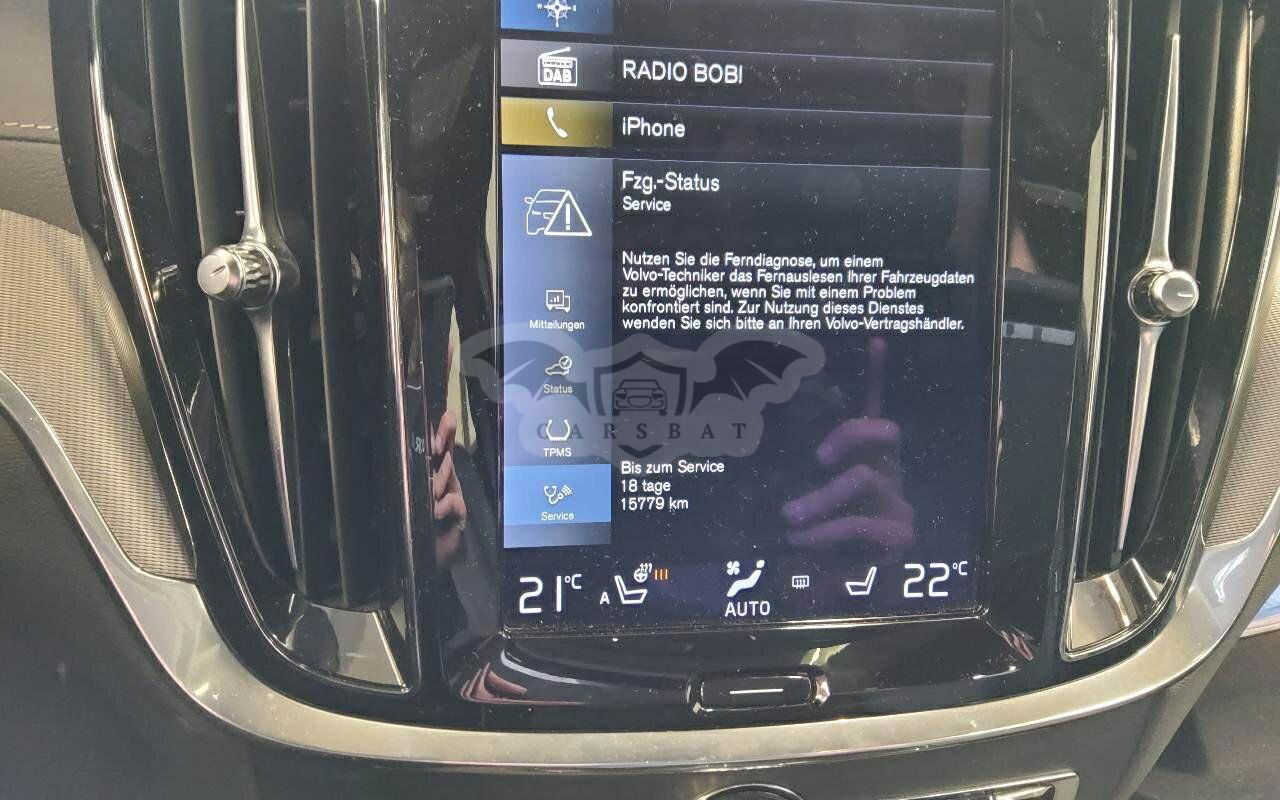 W
E
DAB
RADIO BOBI
iPhone
Fzg.-Status
Service
Nutzen Sie die Ferndiagnose, um einem
Volvo-Techniker das Fernauslesen Ihrer Fahrzeugdaten
zu ermöglichen, wenn Sie mit einem Problem
konfrontiert sind. Zur Nutzung dieses Dienstes
wenden Sie sich bitte an Ihren Volvo-Vertragshändler.
Mitteilungen
Status
CARSBAT
TPMS
Service
Bis zum Service
18 tage
15779 km
21°C
A
AUTO
22°C